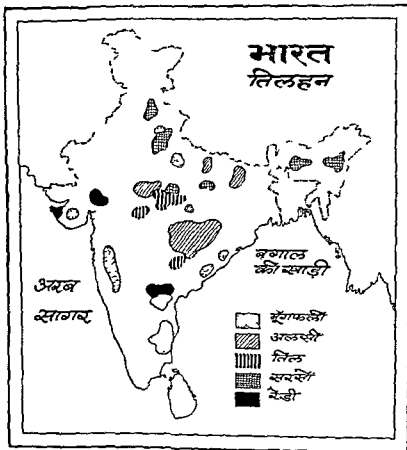 भारत
तिलहन
बंगाल
की खाड़ी
अरब
सागर
मूँगफली
अलसी
तिल
सरसों
रेंडी